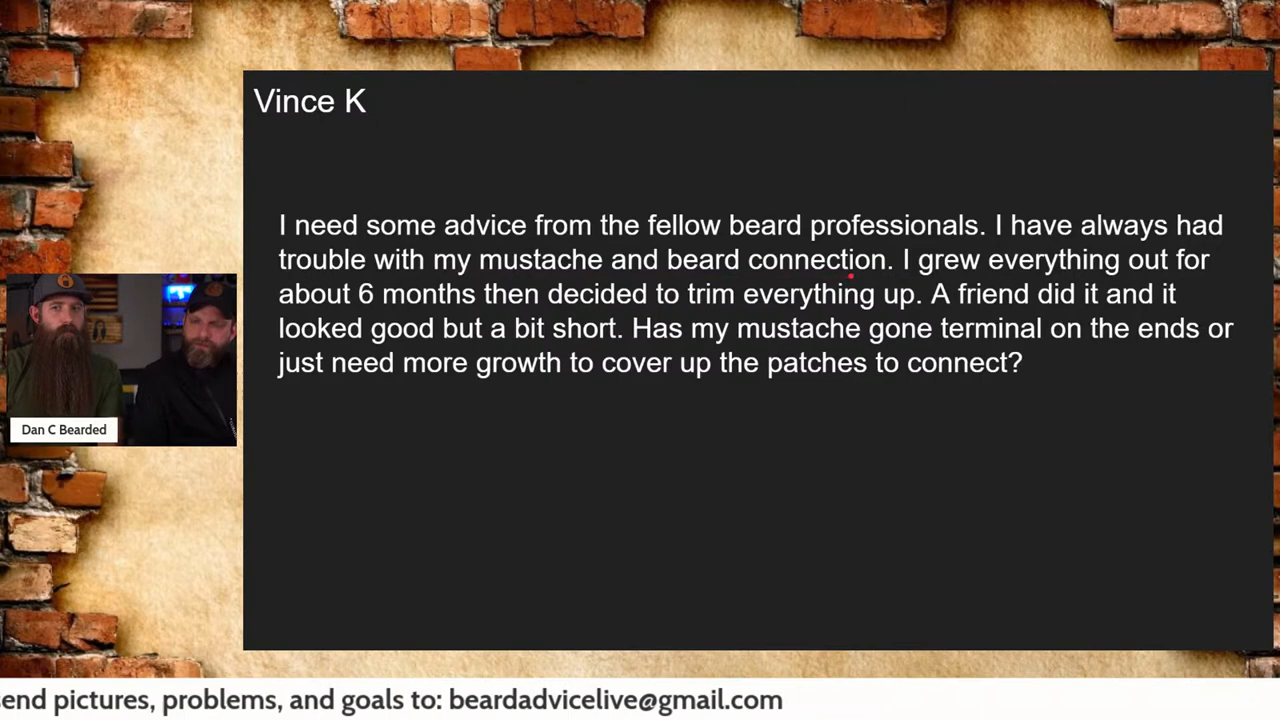 Vince K
I need some advice from the fellow beard professionals. I have always had
trouble with my mustache and beard connection. I grew everything out for
about 6 months then decided to trim everything up. A friend did it and it
looked good but a bit short. Has my mustache gone terminal on the ends or
just need more growth to cover up the patches to connect?
Dan C Bearded
end pictures, problems, and goals to: beardadvicelive@gmail.com